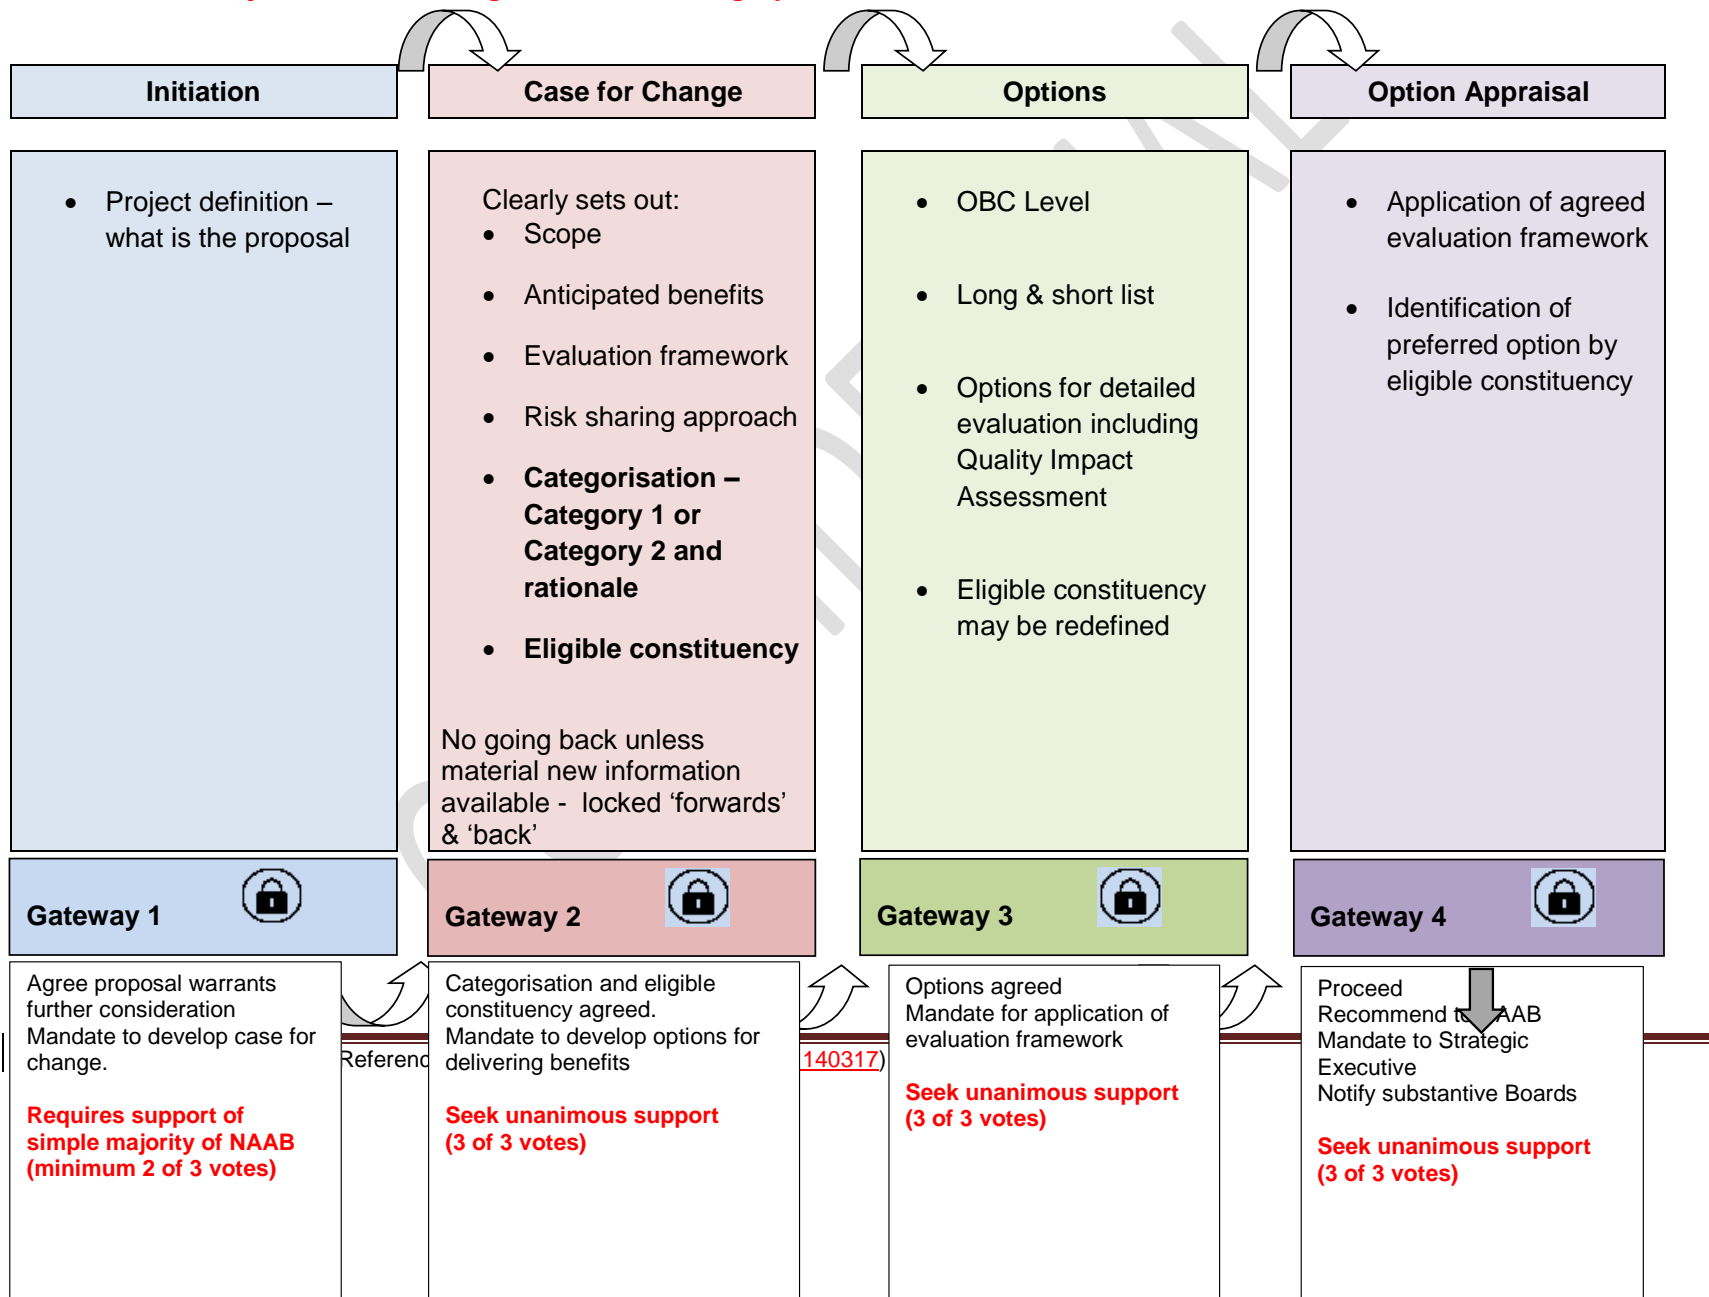 Initiation
Case for Change
Options
Option Appraisal
• Project definition –
what is the proposal
Clearly sets out:
• Scope
• Anticipated benefits
• Evaluation framework
• Risk sharing approach
• Categorisation –
Category 1 or
Category 2 and
rationale
• Eligible constituency
No going back unless
material new information
available - locked ‘forwards’
& ‘back’
• OBC Level
• Long & short list
• Options for detailed
evaluation including
Quality Impact
Assessment
• Eligible constituency
may be redefined
• Application of agreed
evaluation framework
• Identification of
preferred option by
eligible constituency
Gateway 1
Gateway 2
Gateway 3
Gateway 4
Agree proposal warrants
further consideration
Mandate to develop case for
change.
Requires support of
simple majority of NAAB
(minimum 2 of 3 votes)
Referenc
Categorisation and eligible
constituency agreed.
Mandate to develop options for
delivering benefits
Seek unanimous support
(3 of 3 votes)
140317)
Options agreed
Mandate for application of
evaluation framework
Seek unanimous support
(3 of 3 votes)
Proceed
Recommend to NAAB
Mandate to Strategic
Executive
Notify substantive Boards
Seek unanimous support
(3 of 3 votes)